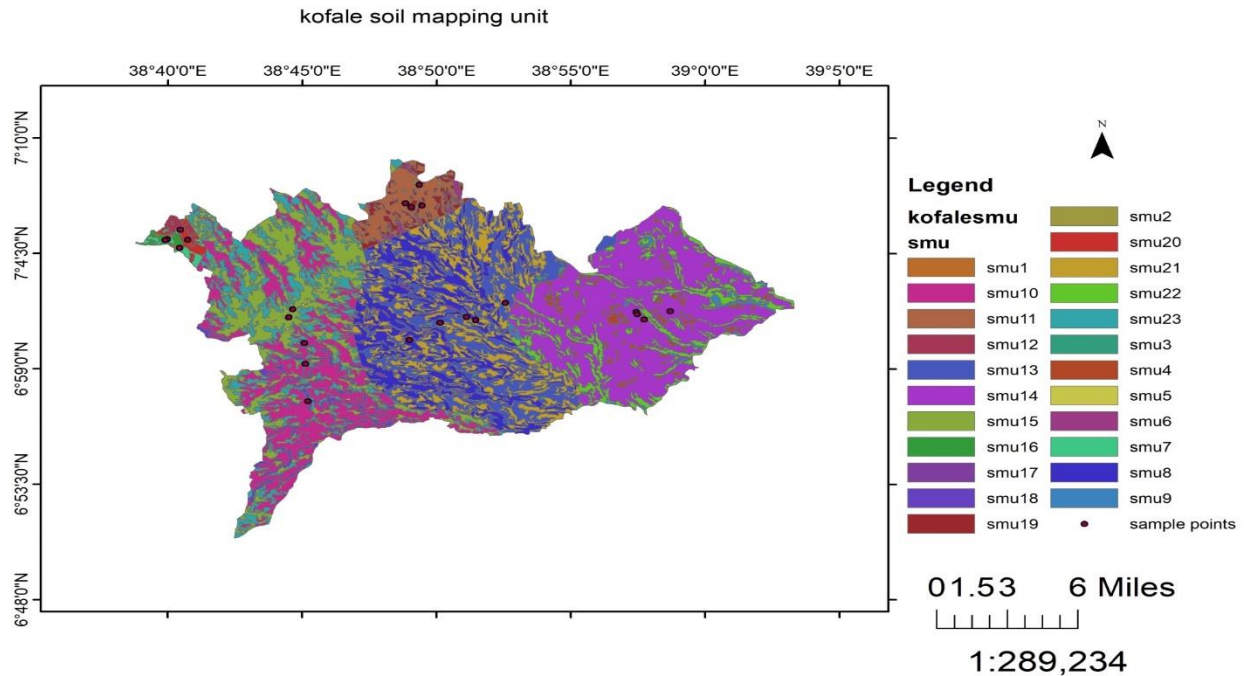 kofale soil mapping unit
38°40'0"E 38°45'0"E 38°50'0"E 38°55'0"E 39°0'0"E 39°5'0"E
7°10'0"N
7°4'30"N
6°59'0"N
6°53'30"N
6°48'0"N
N
Legend
kofalesmu
smu
smu1
smu10
smu11
smu12
smu13
smu14
smu15
smu16
smu17
smu18
smu19
smu2
smu20
smu21
smu22
smu23
smu3
smu4
smu5
smu6
smu7
smu8
smu9
sample points
01.53 6 Miles
1:289,234